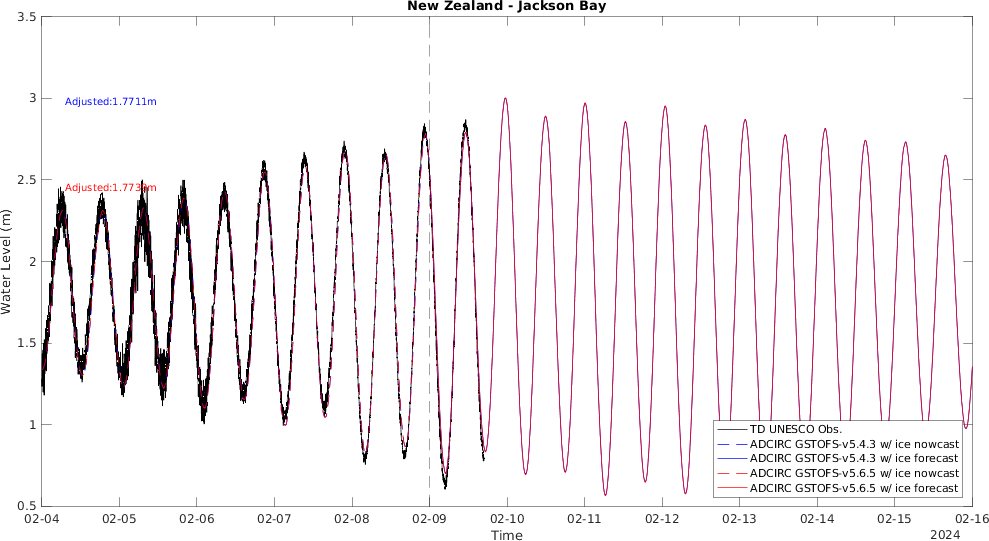 New Zealand - Jackson Bay
3.5
3
2.5
2
1.5
1
0.5
Water Level (m)
Adjusted:1.7711m
TD UNESCO Obs.
ADCIRC GSTOFS-v5.4.3 w/ ice nowcast
ADCIRC GSTOFS-v5.4.3 w/ ice forecast
ADCIRC GSTOFS-v5.6.5 w/ ice nowcast
ADCIRC GSTOFS-v5.6.5 w/ ice forecast
02-04 02-05 02-06 02-07 02-08 02-09 02-10 02-11 02-12 02-13 02-14 02-15 02-16
Time
2024